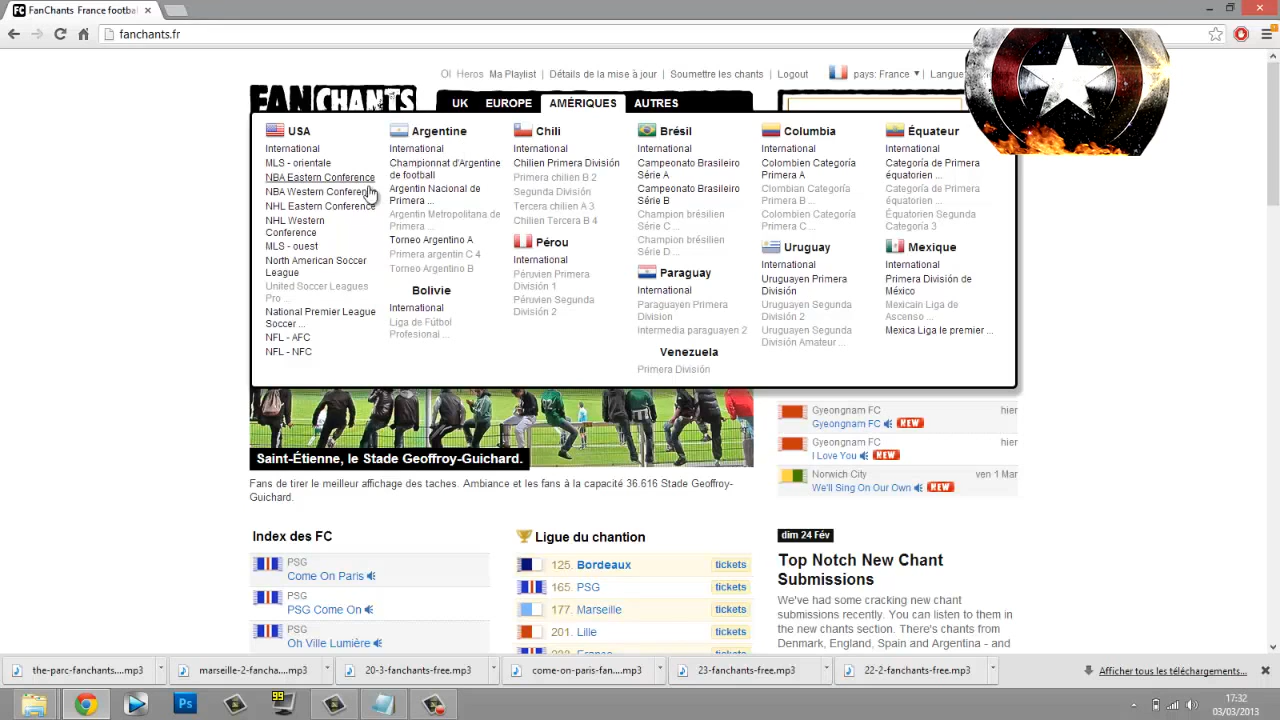 FanChants France footbal
fanchants.fr
OI Heros Ma Playlist | Détails de la mise à jour | Soumettre les chants | Logout pays: France ▼ | Langue
FANCHANTS UK EUROPE AMÉRIQUES AUTRES
USA
International
MLS - orientale
NBA Eastern Conference
NBA Western Conference
NHL Eastern Conference
NHL Western
Conference
MLS - ouest
North American Soccer
League
United Soccer Leagues
Pro ...
National Premier League
Soccer ...
NFL - AFC
NFL - NFC
Argentine
International
Championnat d'Argentine
de football
Argentin Nacional de
Primera ...
Argentin Metropolitana de
Primera ...
Torneo Argentino A
Primera argentin C 4
Torneo Argentino B
Bolivie
International
Liga de Fútbol
Profesional ...
Chili
International
Chilien Primera División
Primera chilien B 2
Segunda División
Tercera chilien A 3
Chilien Tercera B 4
Pérou
International
Péruvien Primera
División 1
Péruvien Segunda
División 2
Brésil
International
Campeonato Brasileiro
Série A
Campeonato Brasileiro
Série B
Champion brésilien
Série C ...
Champion brésilien
Série D ...
Paraguay
International
Paraguayen Primera
Division
Intermedia paraguayen 2
Venezuela
Primera División
Columbia
International
Colombien Categoría
Primera A
Clombian Categoría
Primera B ...
Colombien Categoría
Primera C ...
Uruguay
International
Uruguayen Primera
División
Uruguayen Segunda
División 2
Uruguayen Segunda
División Amateur ...
Équateur
International
Categoría de Primera
équatorien ...
Categoría de Primera
équatorien ...
Équatorien Segunda
Categoría 3
Mexique
International
Primera División de
México
Mexicain Liga de
Ascenso ...
Mexica Liga le premier ...
Saint-Étienne, le Stade Geoffroy-Guichard.
Fans de tirer le meilleur affichage des taches. Ambiance et les fans à la capacité 36.616 Stade Geoffroy-
Guichard.
Gyeongnam FC hier
Gyeongnam FC NEW
Gyeongnam FC hier
I Love You NEW
Norwich City ven 1 Mar
We'll Sing On Our Own NEW
Index des FC
PSG
Come On Paris
PSG
PSG Come On
PSG
Oh Ville Lumière
Ligue du chantion
125. Bordeaux tickets
165. PSG tickets
177. Marseille tickets
201. Lille tickets
dim 24 Fév
Top Notch New Chant
Submissions
We've had some cracking new chant
submissions recently. You can listen to them in
the new chants section. There's chants from
Denmark, England, Spain and Argentina - and
the-parc-fanchants....mp3 marseille-2-fancha....mp3 20-3-fanchants-free.mp3 come-on-paris-fan....mp3 23-fanchants-free.mp3 22-2-fanchants-free.mp3 Afficher tous les téléchargements...
99
Ps
17:32
03/03/2013